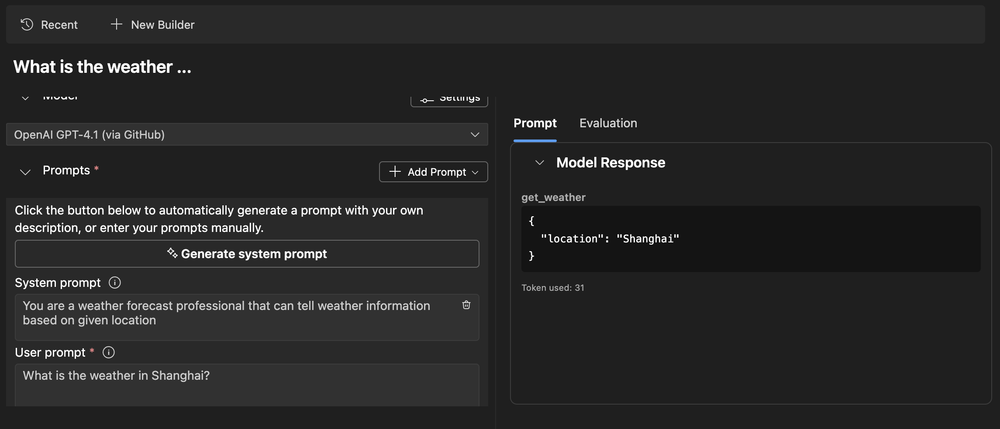 Recent
New Builder
What is the weather ...
Model
Settings
OpenAI GPT-4.1 (via GitHub)
Prompts *
Add Prompt
Click the button below to automatically generate a prompt with your own
description, or enter your prompts manually.
Generate system prompt
System prompt
You are a weather forecast professional that can tell weather information
based on given location
User prompt *
What is the weather in Shanghai?
Prompt
Evaluation
Model Response
get_weather
{
"location": "Shanghai"
}
Token used: 31